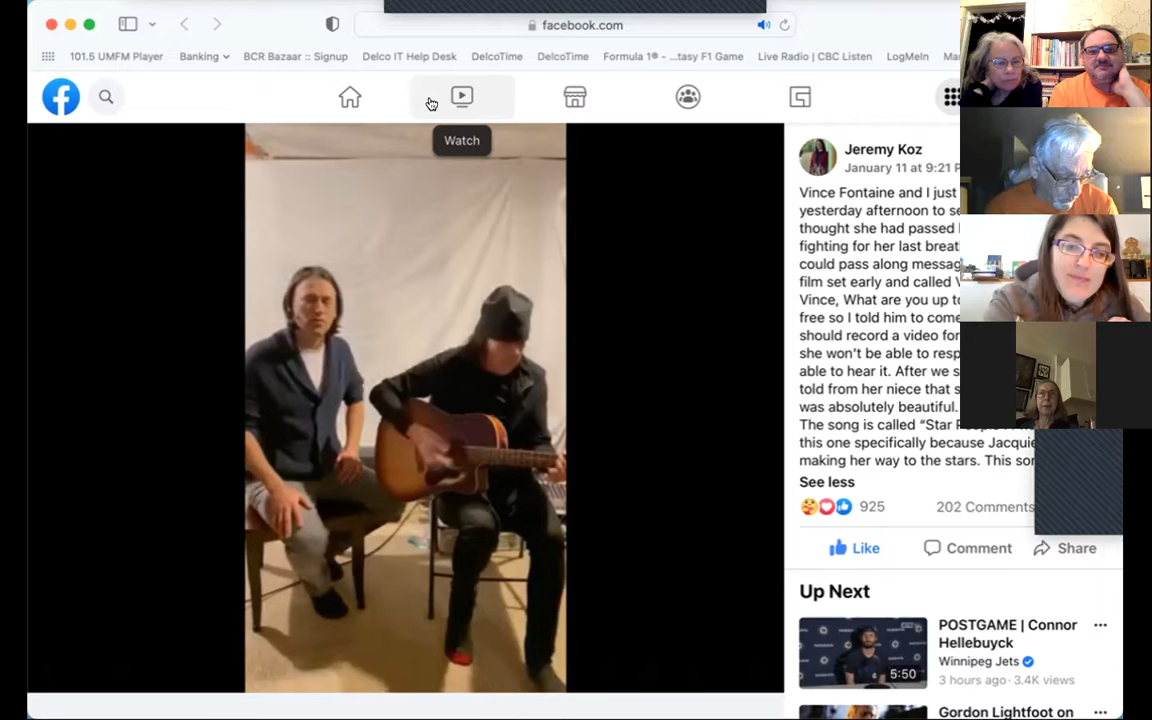 facebook.com
101.5 UMFM Player
Banking
BCR Bazaar :: Signup
Delco IT Help Desk
DelcoTime
DelcoTime
Formula 1® - ...tasy F1 Game
Live Radio | CBC Listen
LogMeIn
Watch
Jeremy Koz
January 11 at 9:21
Vince Fontaine and I just
yesterday afternoon to
thought she had passed
fighting for her last
could pass along
film set early and called
Vince, What are you up to
free so I told him to
should record a video for
she won't be able to
able to hear it. After we
told from her niece that
was absolutely beautiful.
The song is called “Star
this one specifically because
making her way to the stars. This
See less
925
202 Comments
Like
Comment
Share
Up Next
POSTGAME | Connor
Hellebuyck
Winnipeg Jets
3 hours ago · 3.4K views
5:50
Gordon Lightfoot on